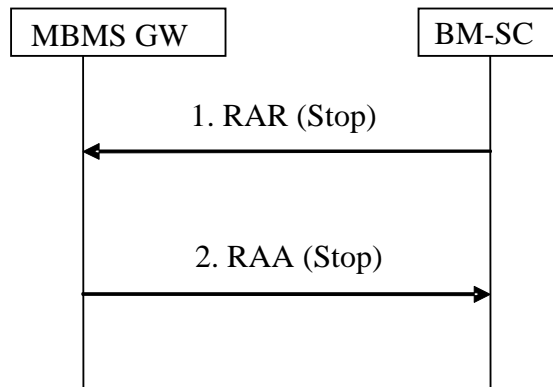 MBMS GW
BM-SC
1. RAR (Stop)
2. RAA (Stop)